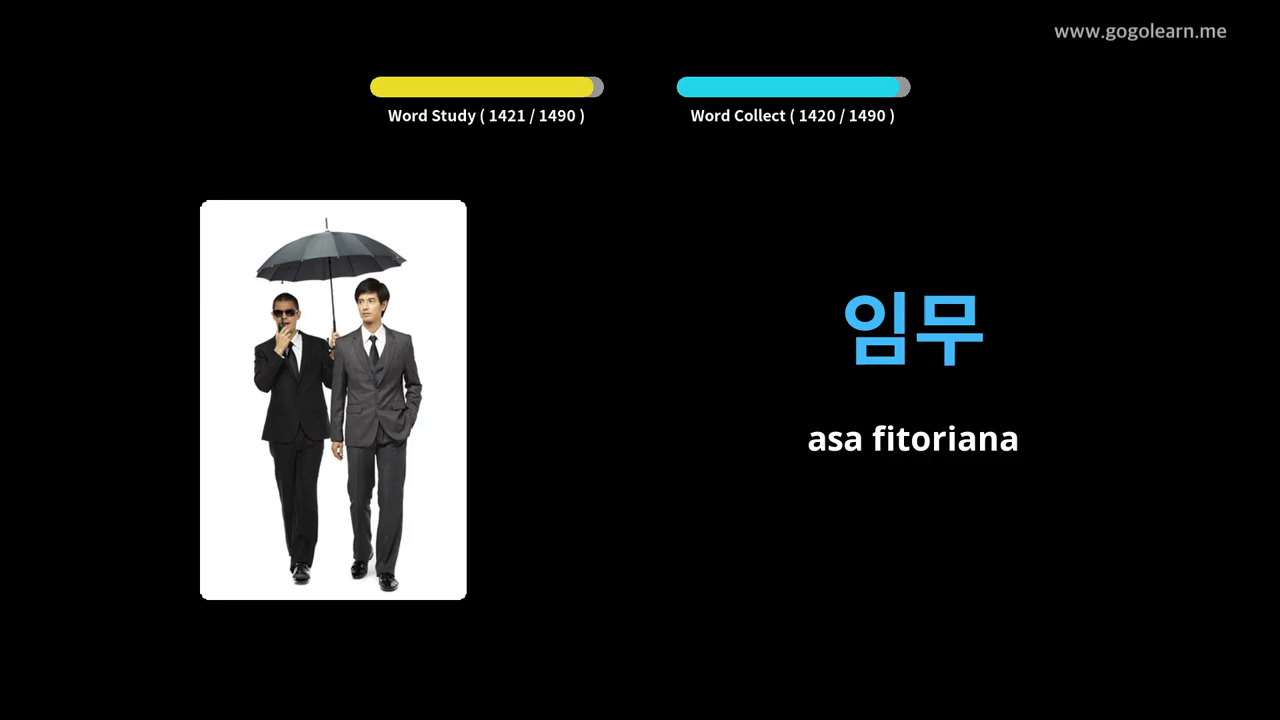 www.gogolearn.me
Word Study ( 1421 / 1490 )
Word Collect ( 1420 / 1490 )
임무
asa fitoriana